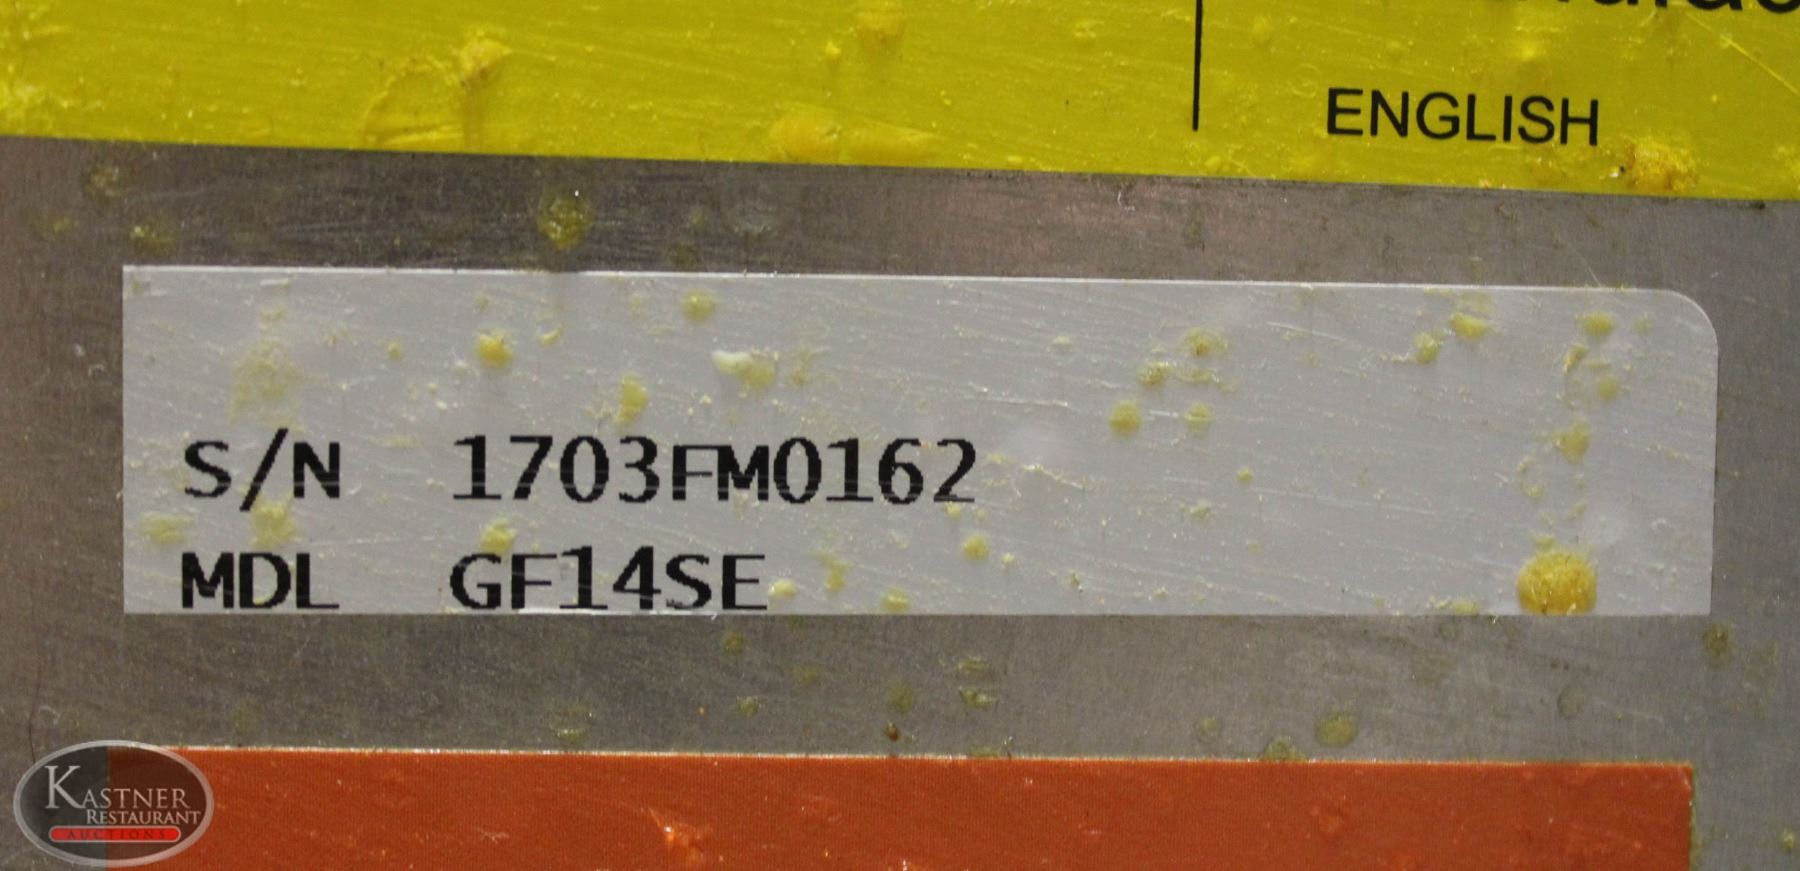 ENGLISH
S/N 1703FM0162
MDL GF14SE
KASTNER
RESTAURANT
AUCTIONS